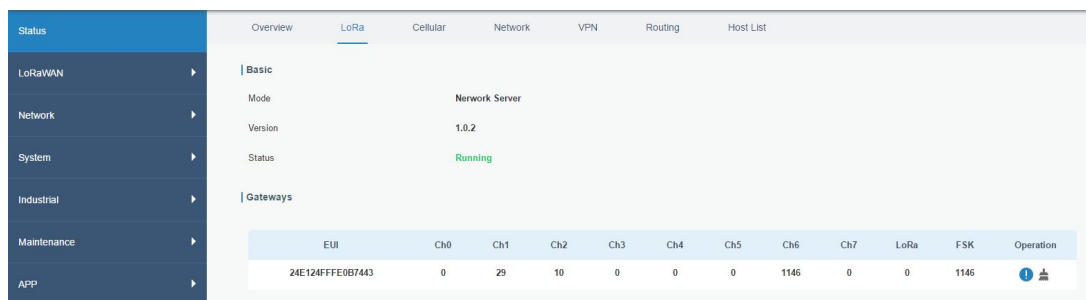 Status
LoRaWAN
Network
System
Industrial
Maintenance
APP
Overview LoRa Cellular Network VPN Routing Host List
Basic
Mode Nerwork Server
Version 1.0.2
Status Running
Gateways
EUI Ch0 Ch1 Ch2 Ch3 Ch4 Ch5 Ch6 Ch7 LoRa FSK Operation
24E124FFFE0B7443 0 29 10 0 0 0 1146 0 0 1146